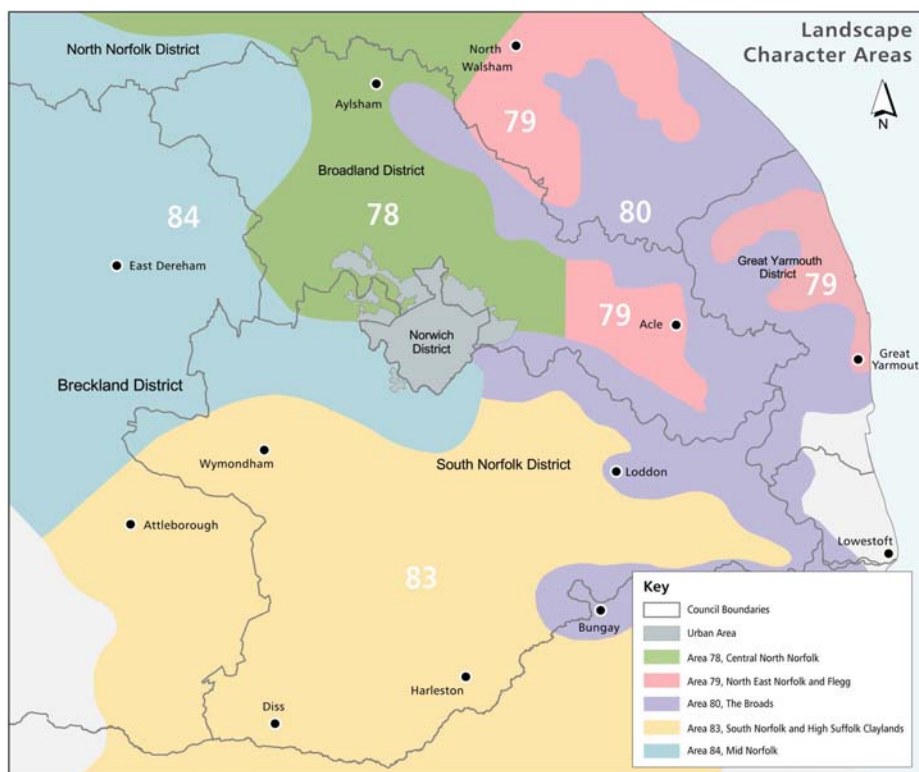 Landscape
Character Areas
N
North Norfolk District
North
Walsham
Aylsham
79
Broadland District
84
78
80
East Dereham
Great Yarmouth
District
79
79
Acle
Norwich
District
Great
Yarmout
Breckland District
Wymondham
South Norfolk District
Loddon
Attleborough
Lowestoft
83
Bungay
Harleston
Diss
Key
Council Boundaries
Urban Area
Area 78, Central North Norfolk
Area 79, North East Norfolk and Flegg
Area 80, The Broads
Area 83, South Norfolk and High Suffolk Claylands
Area 84, Mid Norfolk